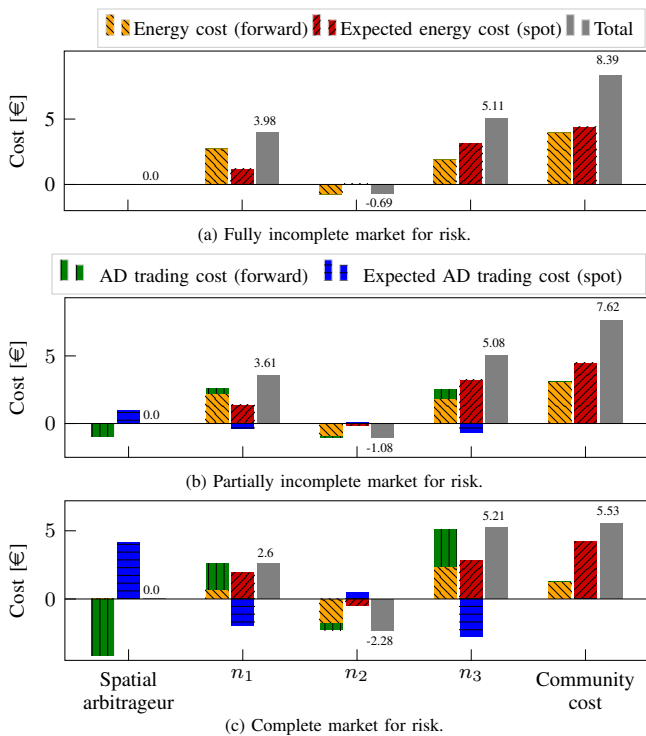 Energy cost (forward) Expected energy cost (spot) Total
Cost [€]
5
0
0.0
3.98
-0.69
5.11
8.39
(a) Fully incomplete market for risk.
AD trading cost (forward) Expected AD trading cost (spot)
Cost [€]
5
0
0.0
3.61
-1.08
5.08
7.62
(b) Partially incomplete market for risk.
Cost [€]
5
0
0.0
2.6
-2.28
5.21
5.53
Spatial n₁ n₂ n₃ Community
arbitrageur cost
(c) Complete market for risk.